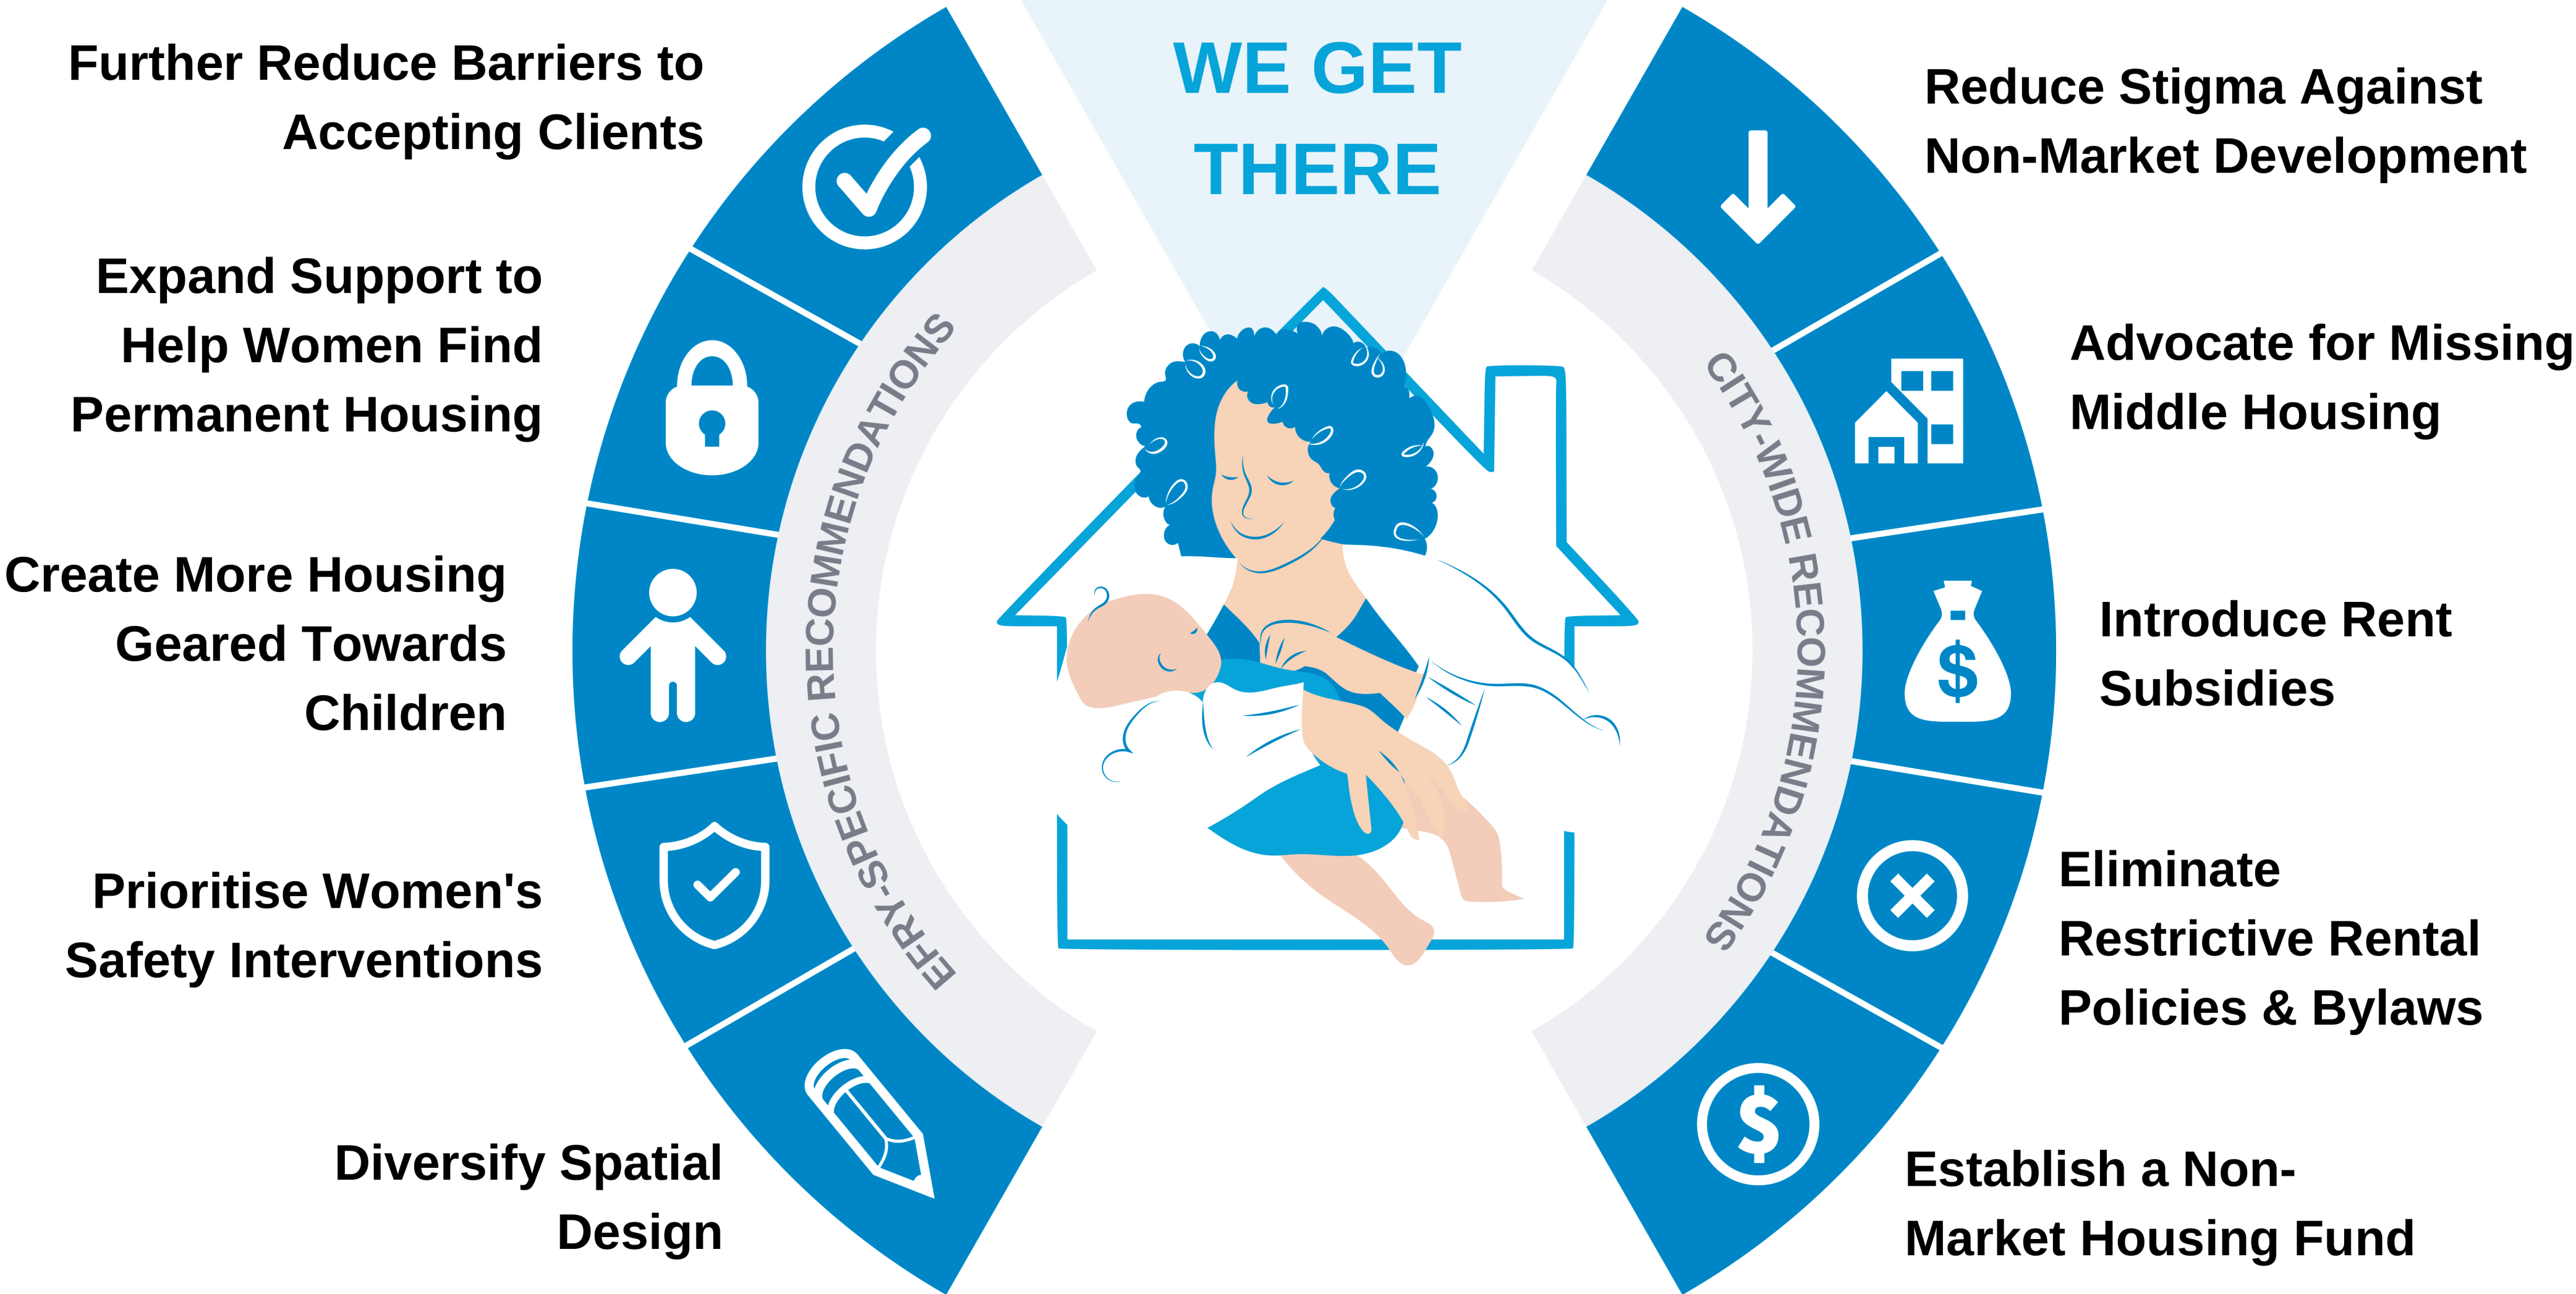 WE GET
THERE
Further Reduce Barriers to
Accepting Clients
Expand Support to
Help Women Find
Permanent Housing
Create More Housing
Geared Towards
Children
Prioritise Women's
Safety Interventions
Diversify Spatial
Design
EFRY-SPECIFIC RECOMMENDATIONS
CITY-WIDE RECOMMENDATIONS
Reduce Stigma Against
Non-Market Development
Advocate for Missing
Middle Housing
$
Introduce Rent
Subsidies
Eliminate
Restrictive Rental
Policies & Bylaws
$
Establish a Non-
Market Housing Fund